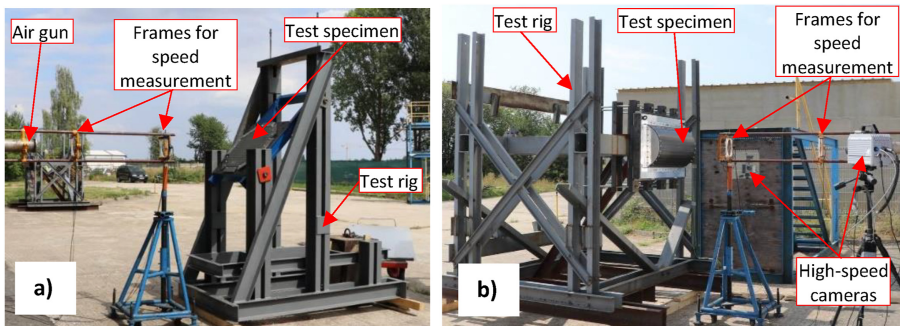 Air gun
Frames for
speed
measurement
Test specimen
Test rig
a)
Test
rig
Test
specimen
Frames for
speed
measurement
High-speed
cameras
b)